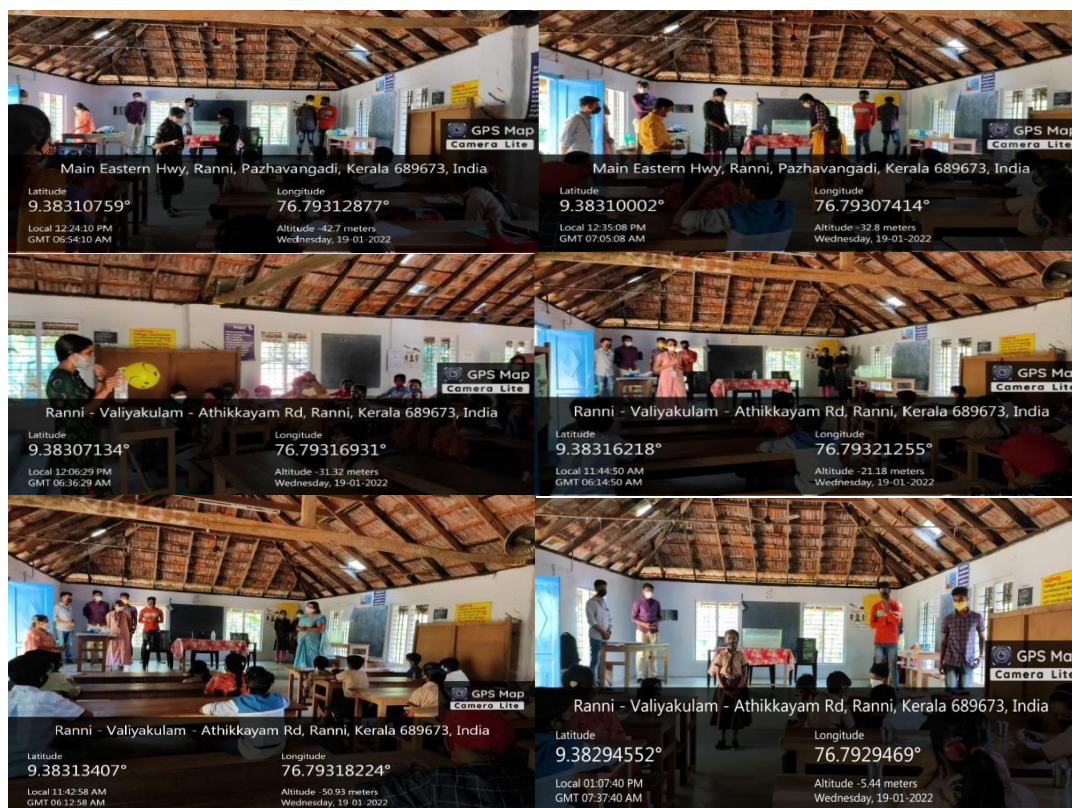 GPS Map
Camera Lite
Main Eastern Hwy, Ranni, Pazhavangadi, Kerala 689673, India
Latitude
9.38310759°
Longitude
76.79312877°
Local 12:24:10 PM
GMT 06:54:10 AM
Altitude -42.7 meters
Wednesday, 19-01-2022
GPS Ma
Camera Lite
Main Eastern Hwy, Ranni, Pazhavangadi, Kerala 689673, India
Latitude
9.38310002°
Longitude
76.79307414°
Local 12:35:08 PM
GMT 07:05:08 AM
Altitude -32.8 meters
Wednesday, 19-01-2022
GPS Map
Camera Lite
Ranni - Valiyakulam - Athikkayam Rd, Ranni, Kerala 689673, India
Latitude
9.38307134°
Longitude
76.79316931°
Local 12:06:29 PM
GMT 06:36:29 AM
Altitude -31.32 meters
Wednesday, 19-01-2022
GPS Ma
Camera Lite
Ranni - Valiyakulam - Athikkayam Rd, Ranni, Kerala 689673, India
Latitude
9.38316218°
Longitude
76.79321255°
Local 11:44:50 AM
GMT 06:14:50 AM
Altitude -21.18 meters
Wednesday, 19-01-2022
GPS Map
Camera Lite
Ranni - Valiyakulam - Athikkayam Rd, Ranni, Kerala 689673, India
Latitude
9.38313407°
Longitude
76.79318224°
Local 11:42:58 AM
GMT 06:12:58 AM
Altitude -50.93 meters
Wednesday, 19-01-2022
GPS Ma
Camera Lite
Ranni - Valiyakulam - Athikkayam Rd, Ranni, Kerala 689673, India
Latitude
9.38294552°
Longitude
76.7929469°
Local 01:07:40 PM
GMT 07:37:40 AM
Altitude -5.44 meters
Wednesday, 19-01-2022